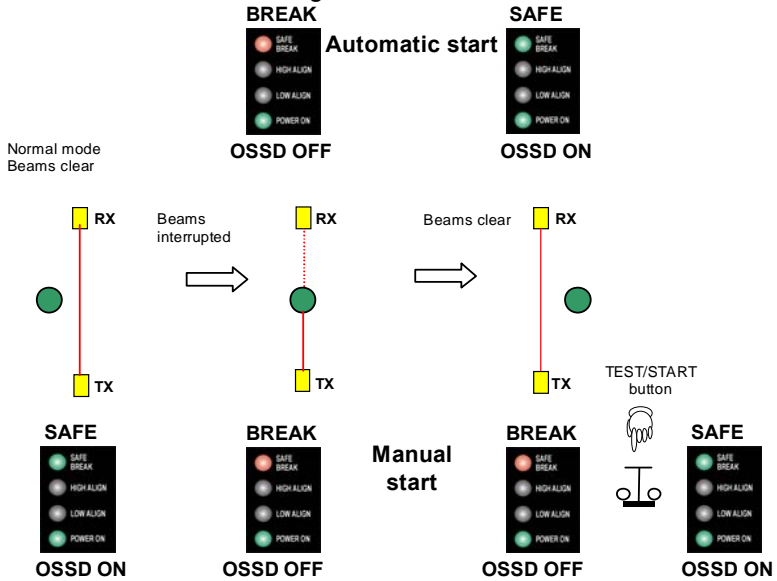 BREAK
SAFE
SAFE BREAK
HIGH ALIGN
LOW ALIGN
POWER ON
Automatic start
SAFE BREAK
HIGH ALIGN
LOW ALIGN
POWER ON
OSSD OFF
OSSD ON
Normal mode
Beams clear
RX
Beams
interrupted
RX
Beams clear
RX
TX
TX
TX
TEST/START
button
SAFE
SAFE
BREAK
HIGH ALIGN
LOW ALIGN
POWER ON
OSSD ON
BREAK
SAFE
BREAK
HIGH ALIGN
LOW ALIGN
POWER ON
OSSD OFF
Manual
start
BREAK
SAFE
BREAK
HIGH ALIGN
LOW ALIGN
POWER ON
OSSD OFF
SAFE
SAFE
BREAK
HIGH ALIGN
LOW ALIGN
POWER ON
OSSD ON